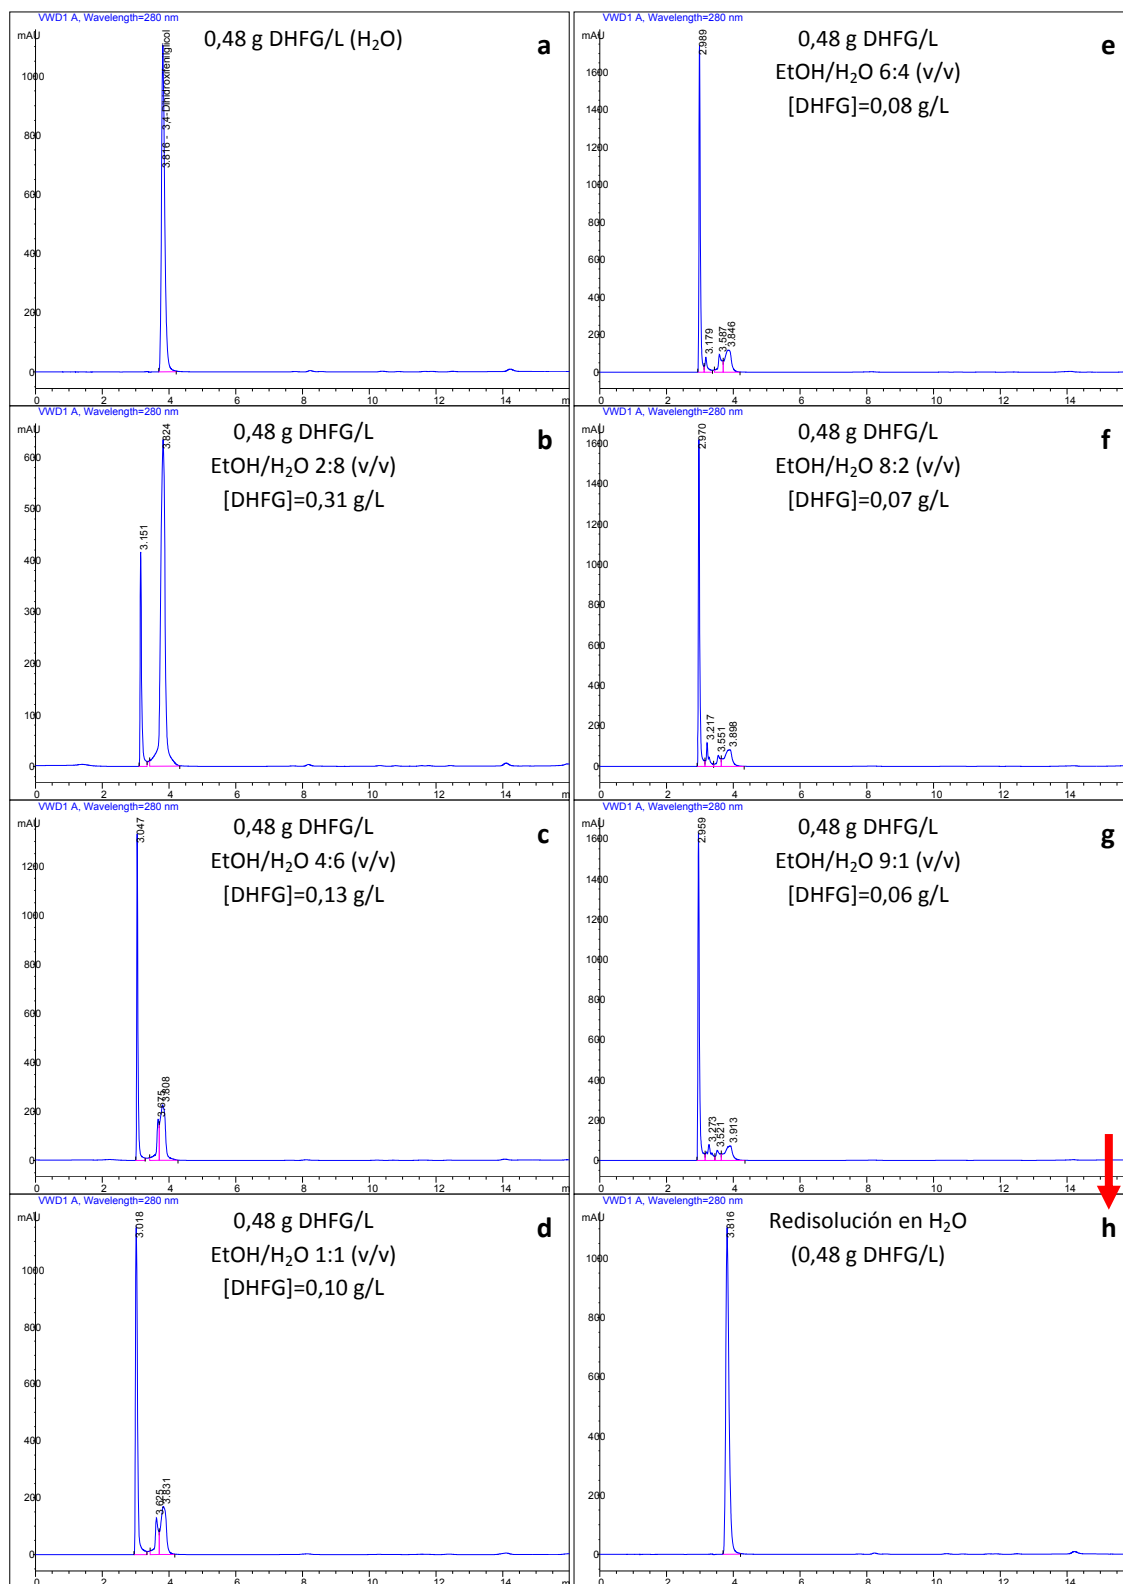 VWD1 A, Wavelength=280 nm
mAU
0,48 g DHFG/L (H₂O)
a
3.816 - 3,4-Dihidroxifenilglicol
1000
800
600
400
200
0
0 2 4 6 8 10 12 14 m
VWD1 A, Wavelength=280 nm
mAU
0,48 g DHFG/L
EtOH/H₂O 2:8 (v/v)
[DHFG]=0,31 g/L
b
3.151
3.824
600
500
400
300
200
100
0
0 2 4 6 8 10 12 14
VWD1 A, Wavelength=280 nm
mAU
0,48 g DHFG/L
EtOH/H₂O 4:6 (v/v)
[DHFG]=0,13 g/L
c
3.047
3.675
3.808
1200
1000
800
600
400
200
0
0 2 4 6 8 10 12 14 m
VWD1 A, Wavelength=280 nm
mAU
0,48 g DHFG/L
EtOH/H₂O 1:1 (v/v)
[DHFG]=0,10 g/L
d
3.018
3.625
3.831
1000
800
600
400
200
0
0 2 4 6 8 10 12 14 m
VWD1 A, Wavelength=280 nm
mAU
0,48 g DHFG/L
EtOH/H₂O 6:4 (v/v)
[DHFG]=0,08 g/L
e
2.989
3.179
3.587
3.846
1600
1400
1200
1000
800
600
400
200
0
0 2 4 6 8 10 12 14
VWD1 A, Wavelength=280 nm
mAU
0,48 g DHFG/L
EtOH/H₂O 8:2 (v/v)
[DHFG]=0,07 g/L
f
2.970
3.217
3.551
3.898
1600
1400
1200
1000
800
600
400
200
0
0 2 4 6 8 10 12 14
VWD1 A, Wavelength=280 nm
mAU
0,48 g DHFG/L
EtOH/H₂O 9:1 (v/v)
[DHFG]=0,06 g/L
g
2.959
3.273
3.521
3.913
1600
1400
1200
1000
800
600
400
200
0
0 2 4 6 8 10 12 14
VWD1 A, Wavelength=280 nm
mAU
Redisolución en H₂O
(0,48 g DHFG/L)
h
3.816
1000
800
600
400
200
0
0 2 4 6 8 10 12 14